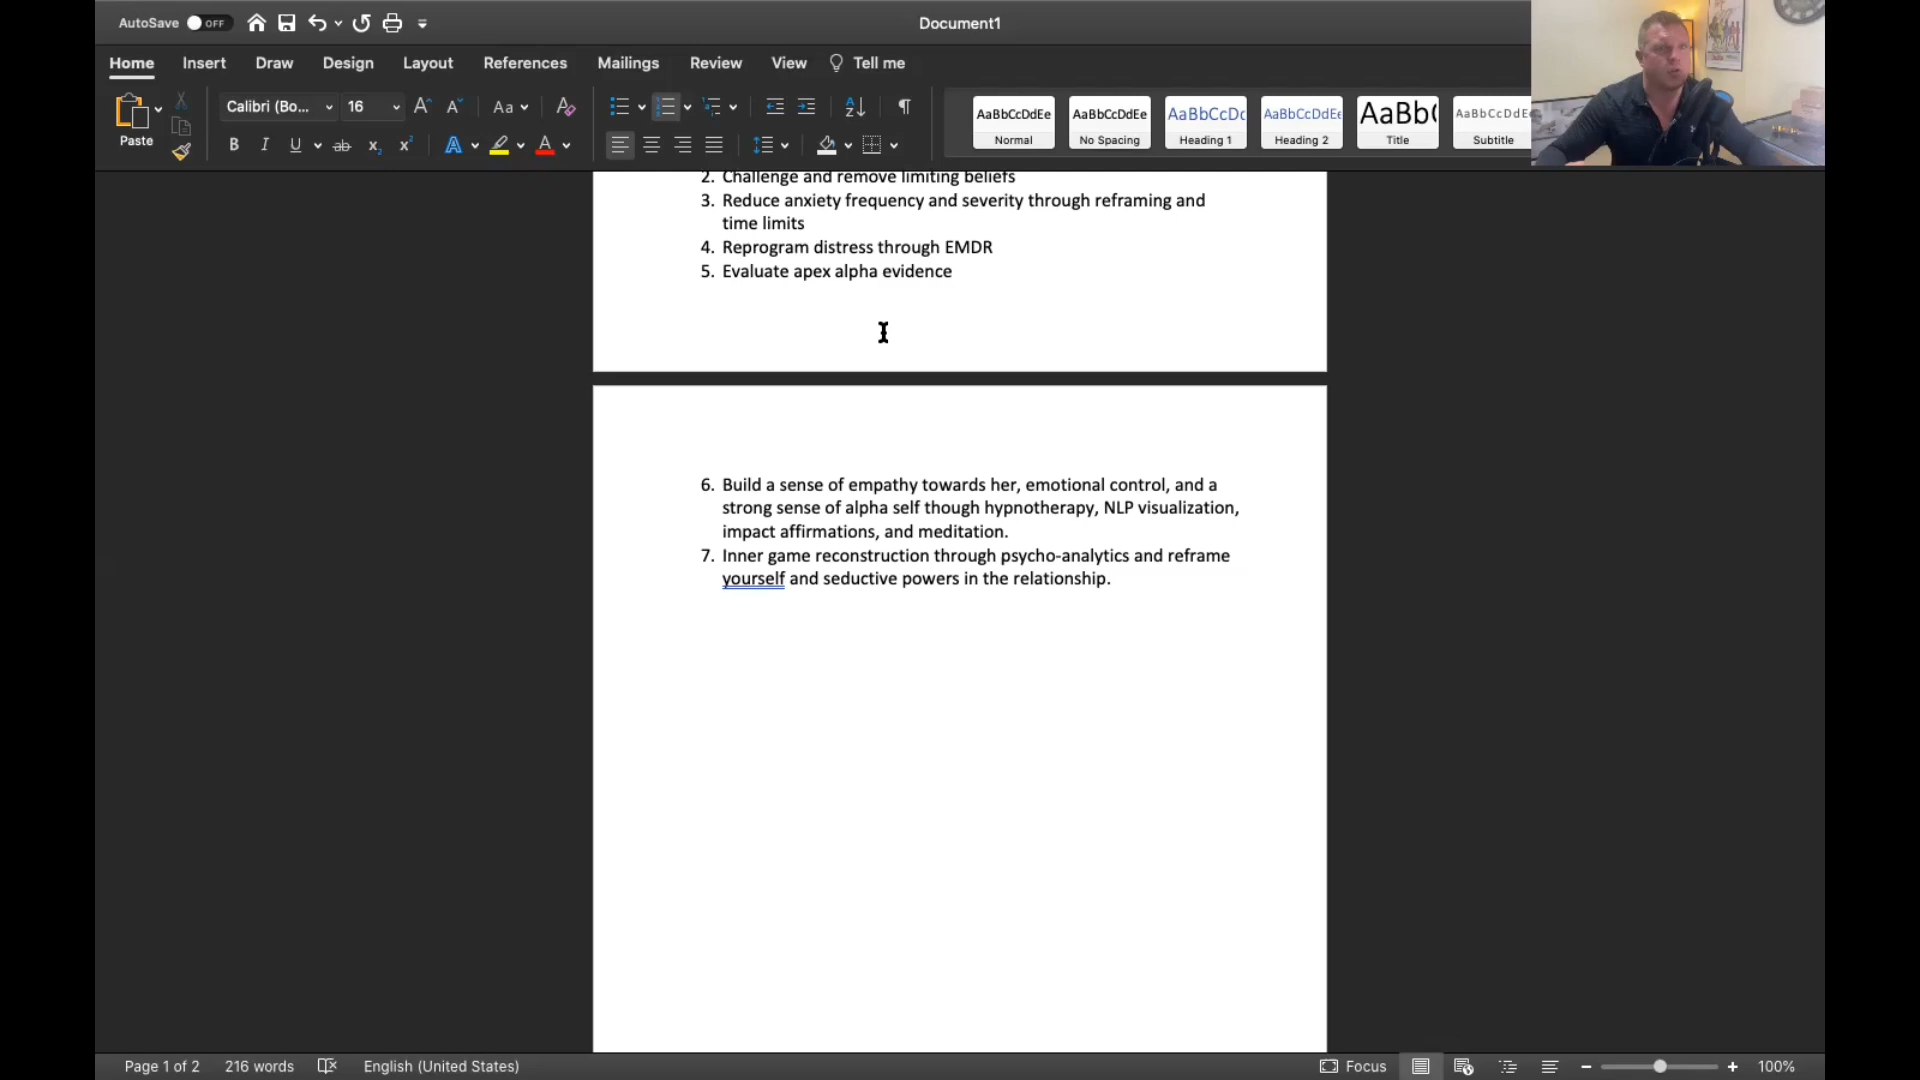 AutoSave OFF Document1
Home Insert Draw Design Layout References Mailings Review View Tell me
Paste
Calibri (Bo... 16 Aa
B I U ab x2 x2 A A
AaBbCcDdEe AaBbCcDdEe AaBbCcDc AaBbCcDdEe AaBb( AaBbCcDdEe
Normal No Spacing Heading 1 Heading 2 Title Subtitle
2. Challenge and remove limiting beliefs
3. Reduce anxiety frequency and severity through reframing and
time limits
4. Reprogram distress through EMDR
5. Evaluate apex alpha evidence
6. Build a sense of empathy towards her, emotional control, and a
strong sense of alpha self though hypnotherapy, NLP visualization,
impact affirmations, and meditation.
7. Inner game reconstruction through psycho-analytics and reframe
yourself and seductive powers in the relationship.
Page 1 of 2 216 words English (United States) Focus 100%